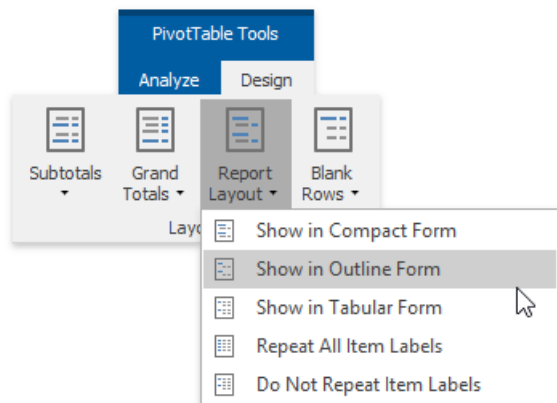 PivotTable Tools
Analyze Design
Subtotals Grand Totals Report Layout Blank Rows
Show in Compact Form
Show in Outline Form
Show in Tabular Form
Repeat All Item Labels
Do Not Repeat Item Labels